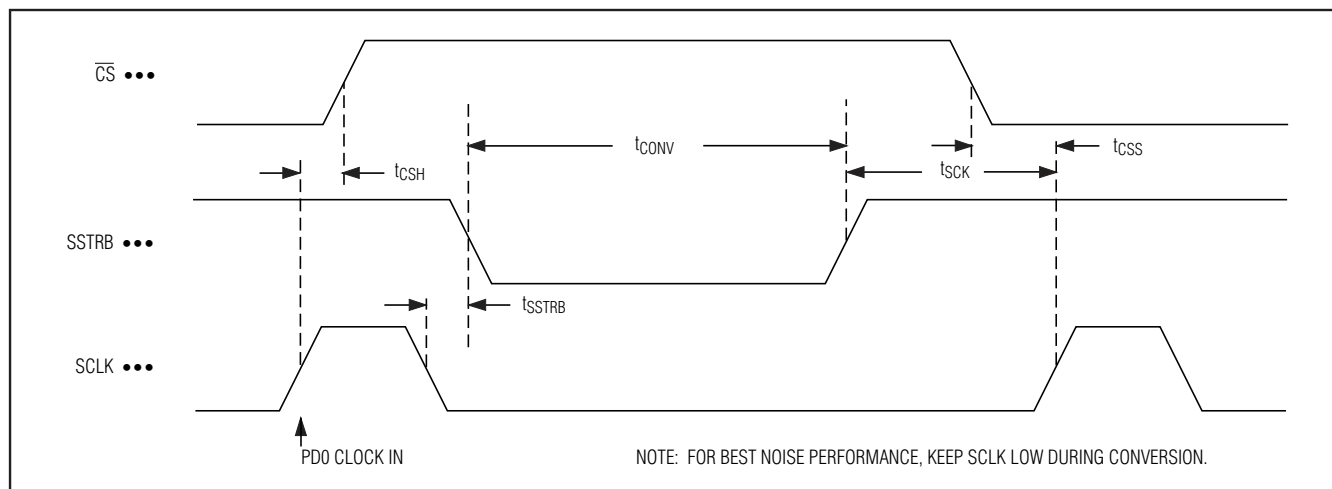 CS •••
tCONV
tCSS
tCSH
tSCK
SSTRB •••
tSSTRB
SCLK •••
PD0 CLOCK IN
NOTE: FOR BEST NOISE PERFORMANCE, KEEP SCLK LOW DURING CONVERSION.